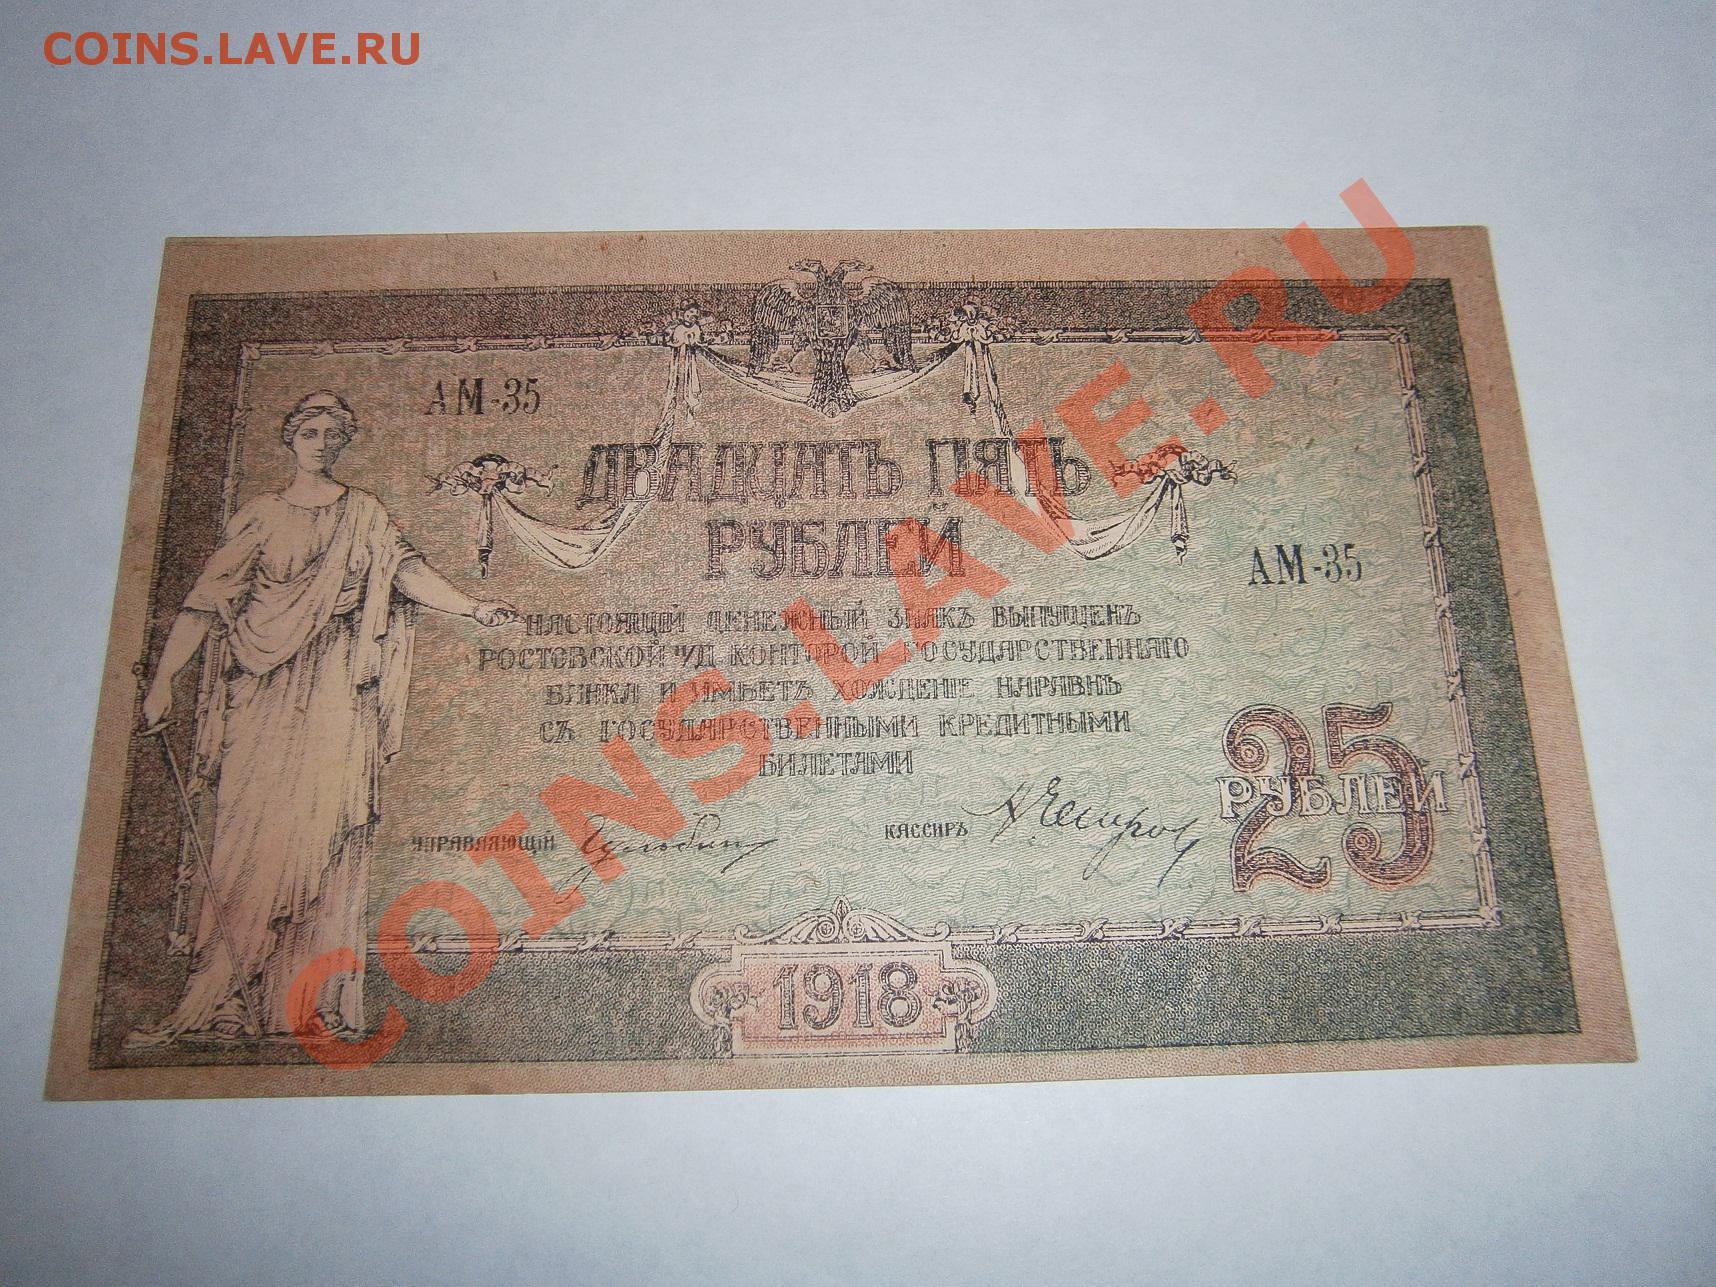 COINS.LAVE.RU
АМ-35
ДВАДЦАТЬ ПЯТЬ
РУБЛЕЙ
АМ-35
НАСТОЯЩІЙ ДЕНЕЖНЫЙ ЗНАКЪ ВЫПУЩЕНЪ
РОСТОВСКОЙ н/Д КОНТОРОЙ ГОСУДАРСТВЕННАГО
БАНКА И ИМѢЕТЪ ХОЖДЕНІЕ НАРАВНѢ
СЪ ГОСУДАРСТВЕННЫМИ КРЕДИТНЫМИ
БИЛЕТАМИ
25
РУБЛЕЙ
УПРАВЛЯЮЩІЙ
КАССИРЪ
1918
COINS.LAVE.RU